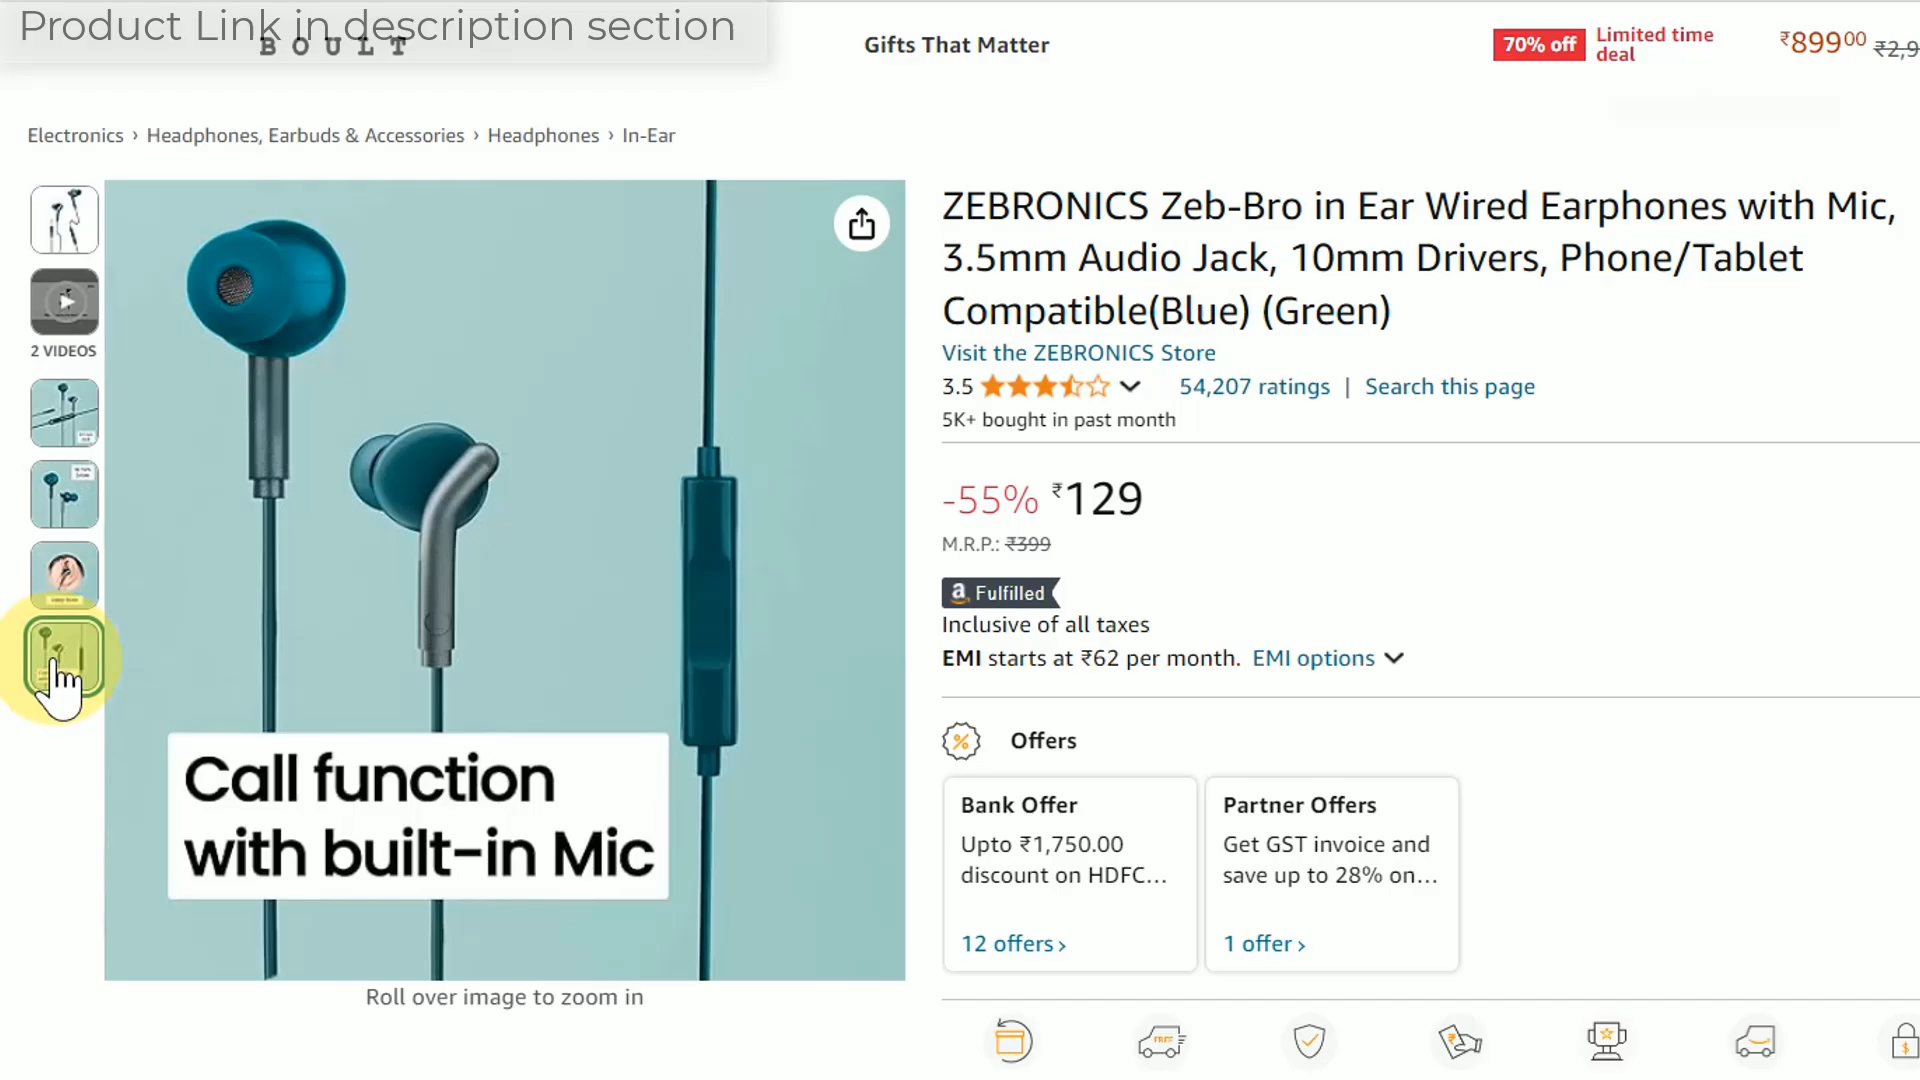 Product Link in description section
BOULT
Gifts That Matter
70% off
Limited time
deal
₹89900
Electronics › Headphones, Earbuds & Accessories › Headphones › In-Ear
ZEBRONICS Zeb-Bro in Ear Wired Earphones with Mic,
3.5mm Audio Jack, 10mm Drivers, Phone/Tablet
Compatible(Blue) (Green)
Visit the ZEBRONICS Store
3.5
54,207 ratings | Search this page
5K+ bought in past month
2 VIDEOS
-55% ₹129
M.R.P.: ₹399
a Fulfilled
Inclusive of all taxes
EMI starts at ₹62 per month. EMI options
Offers
Bank Offer
Upto ₹1,750.00
discount on HDFC...
12 offers ›
Partner Offers
Get GST invoice and
save up to 28% on...
1 offer ›
Call function
with built-in Mic
Roll over image to zoom in
FREE